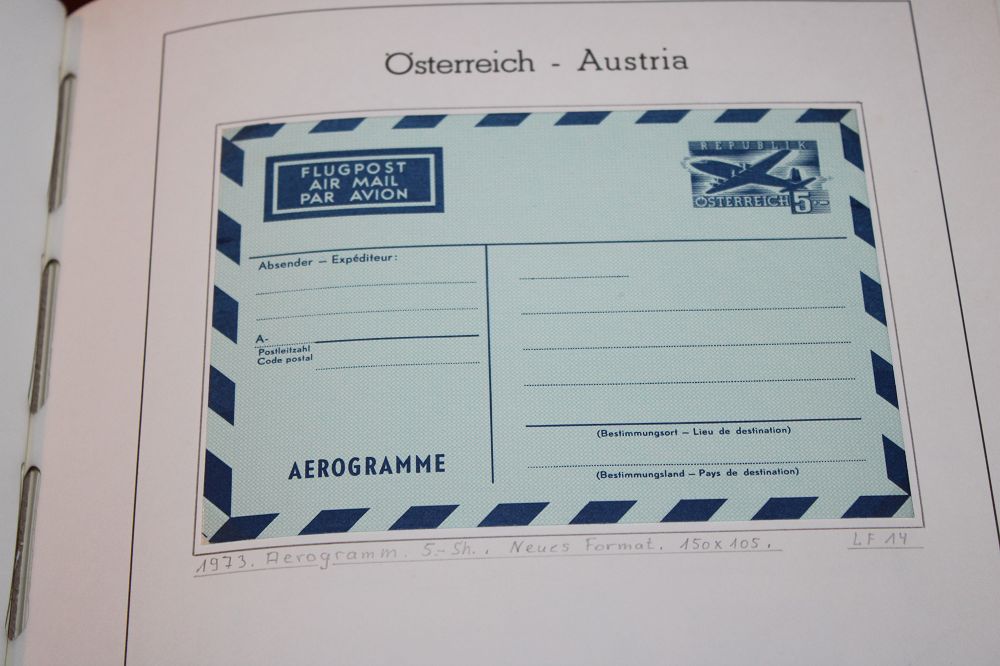 Österreich - Austria
FLUGPOST
AIR MAIL
PAR AVION
REPUBLIK
ÖSTERREICH 5,-
Absender – Expéditeur:
A-
Postleitzahl
Code postal
AEROGRAMME
(Bestimmungsort – Lieu de destination)
(Bestimmungsland – Pays de destination)
1973. Aerogramm. 5.-Sh.. Neues Format. 150x105. LF 14